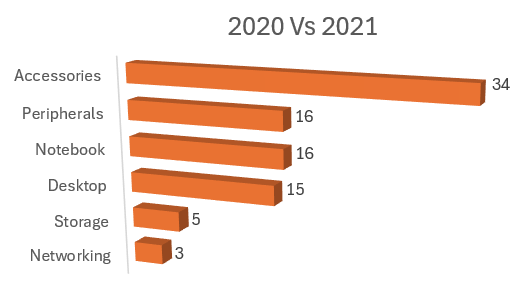 2020 Vs 2021
Accessories 34
Peripherals 16
Notebook 16
Desktop 15
Storage 5
Networking 3